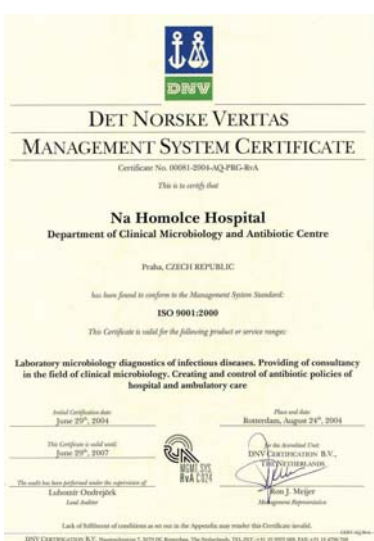 DNV
DET NORSKE VERITAS
MANAGEMENT SYSTEM CERTIFICATE
Certificate No. 00081-2004-AQ-PRG-RvA
This is to certify that
Na Homolce Hospital
Department of Clinical Microbiology and Antibiotic Centre
Praha, CZECH REPUBLIC
has been found to conform to the Management System Standard:
ISO 9001:2000
This Certificate is valid for the following product or service ranges:
Laboratory microbiology diagnostics of infectious diseases. Providing of consultancy
in the field of clinical microbiology. Creating and control of antibiotic policies of
hospital and ambulatory care
Initial Certification date:
June 29th, 2004
Place and date:
Rotterdam, August 24th, 2004
This Certificate is valid until:
June 29th, 2007
for the Accredited Unit:
DNV CERTIFICATION B.V.,
THE NETHERLANDS
RvA
MGMT. SYS.
RvA C024
The audit has been performed under the supervision of
Lubomír Ondrejček
Lead Auditor
Ron J. Meijer
Management Representative
Lack of fulfilment of conditions as set out in the Appendix may render this Certificate invalid.
DNV CERTIFICATION B.V.